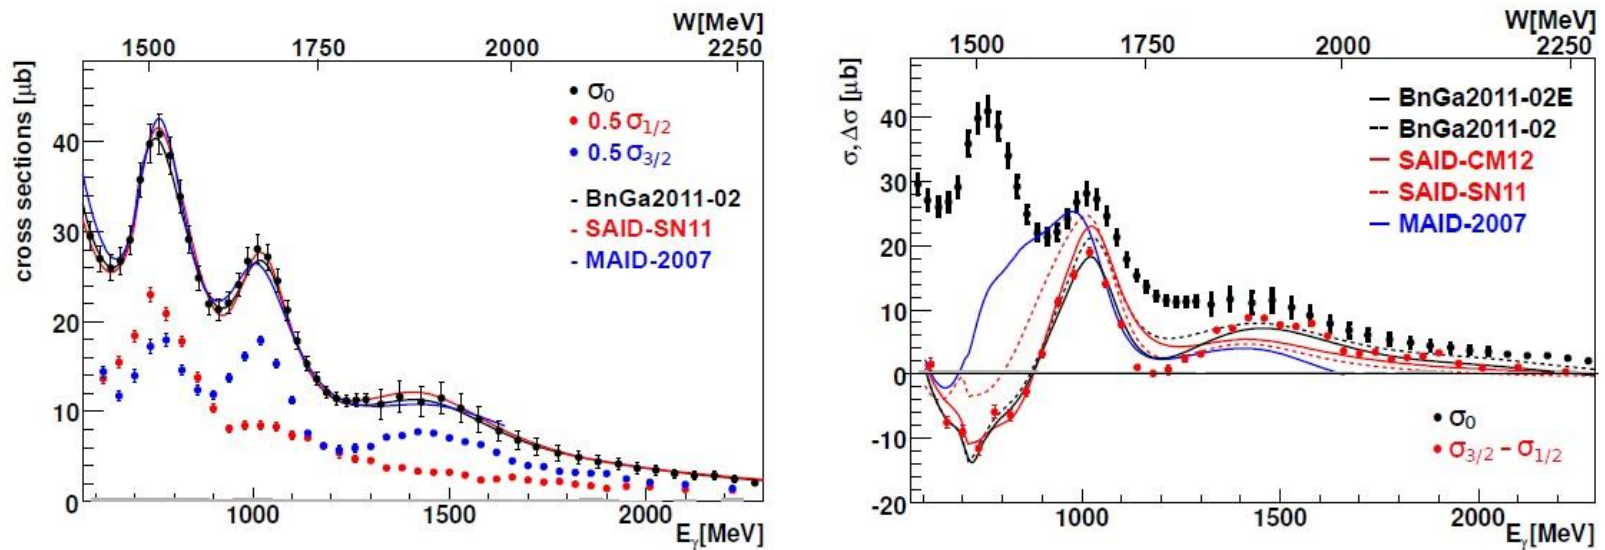 W[MeV]
1500 1750 2000 2250
cross sections [μb]
σ₀
0.5 σ₁/₂
0.5 σ₃/₂
- BnGa2011-02
- SAID-SN11
- MAID-2007
40
30
20
10
0
1000 1500 2000
Eᵧ[MeV]
W[MeV]
1500 1750 2000 2250
σ, Δσ [μb]
BnGa2011-02E
BnGa2011-02
SAID-CM12
SAID-SN11
MAID-2007
40
30
20
10
0
-10
-20
σ₀
σ₃/₂ - σ₁/₂
1000 1500 2000
Eᵧ[MeV]